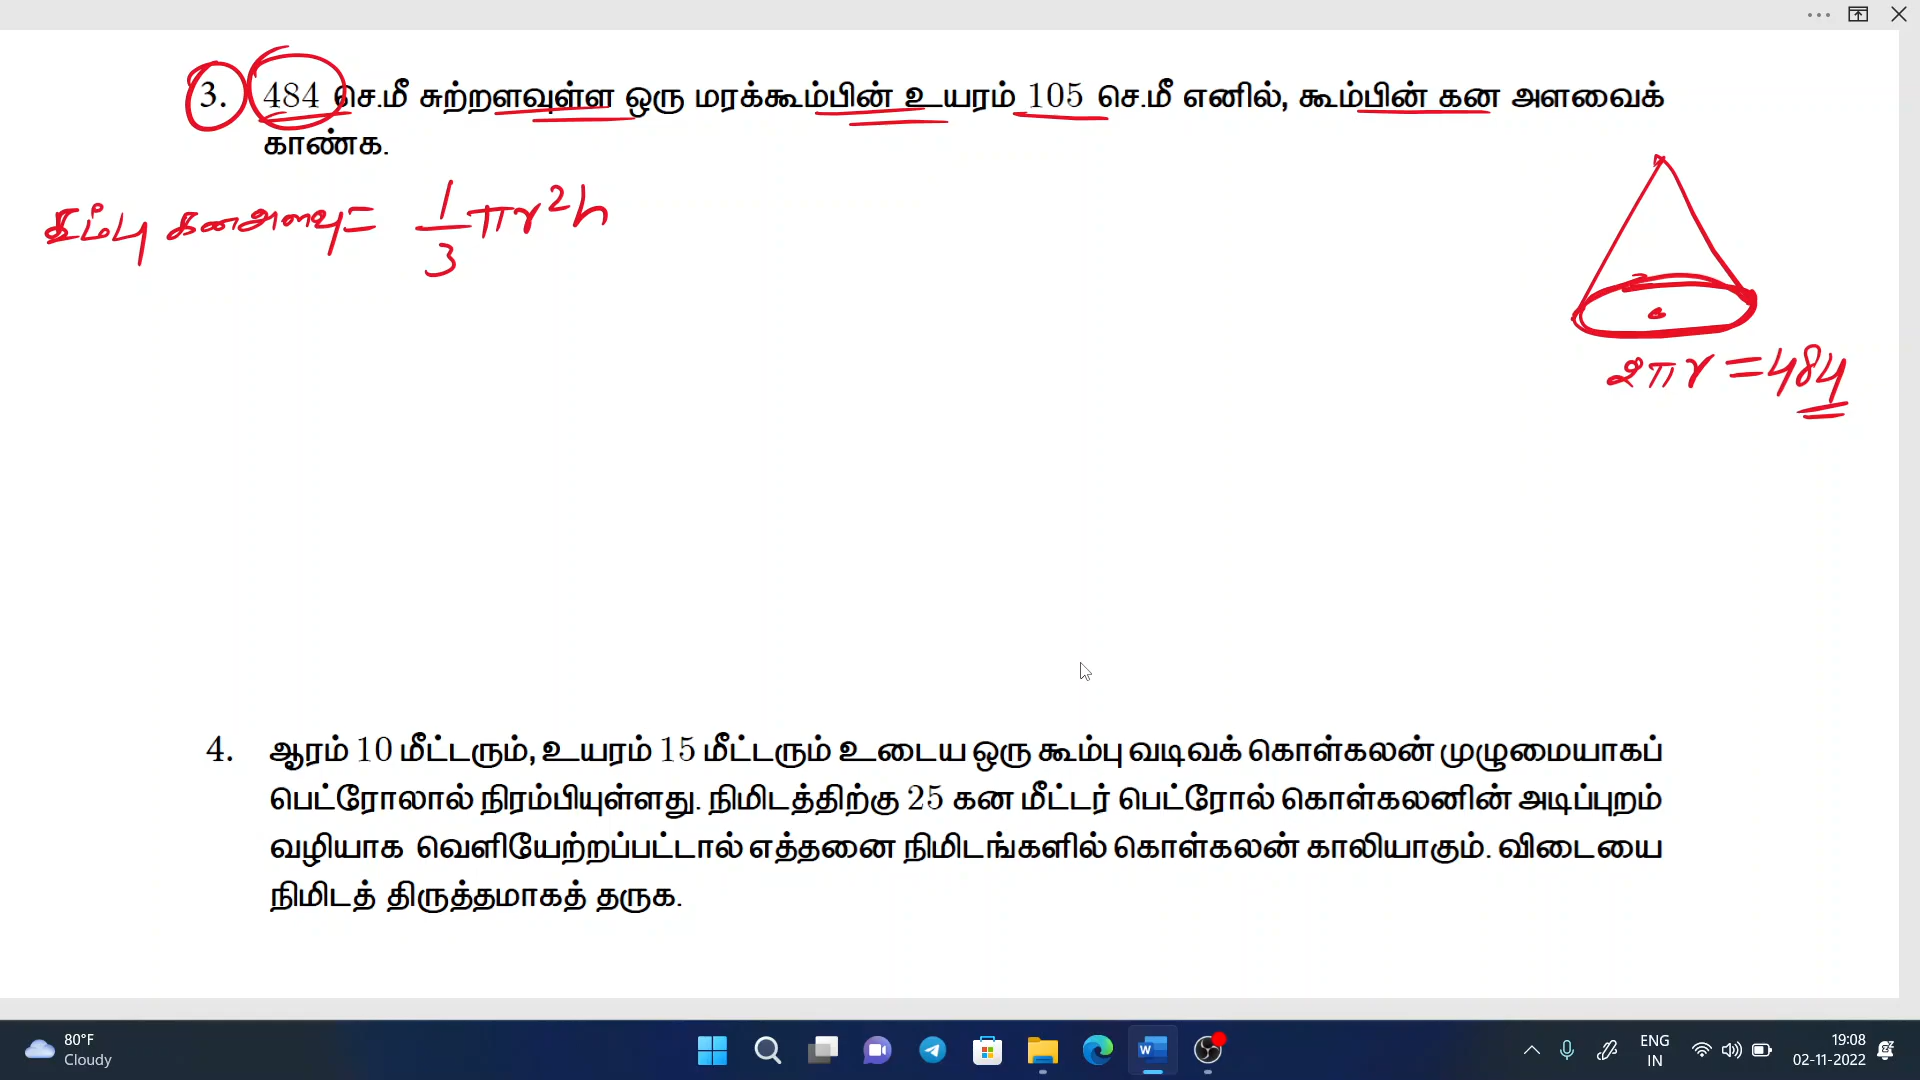 3. 484 செ.மீ சுற்றளவுள்ள ஒரு மரக்கூம்பின் உயரம் 105 செ.மீ எனில், கூம்பின் கன அளவைக்
காண்க.
கூம்பு கனஅளவு = 1/3 πr²h
2πr = 484
4. ஆரம் 10 மீட்டரும், உயரம் 15 மீட்டரும் உடைய ஒரு கூம்பு வடிவக் கொள்கலன் முழுமையாகப்
பெட்ரோலால் நிரம்பியுள்ளது. நிமிடத்திற்கு 25 கன மீட்டர் பெட்ரோல் கொள்கலனின் அடிப்புறம்
வழியாக வெளியேற்றப்பட்டால் எத்தனை நிமிடங்களில் கொள்கலன் காலியாகும். விடையை
நிமிடத் திருத்தமாகத் தருக.
80°F
Cloudy
ENG
IN
19:08
02-11-2022